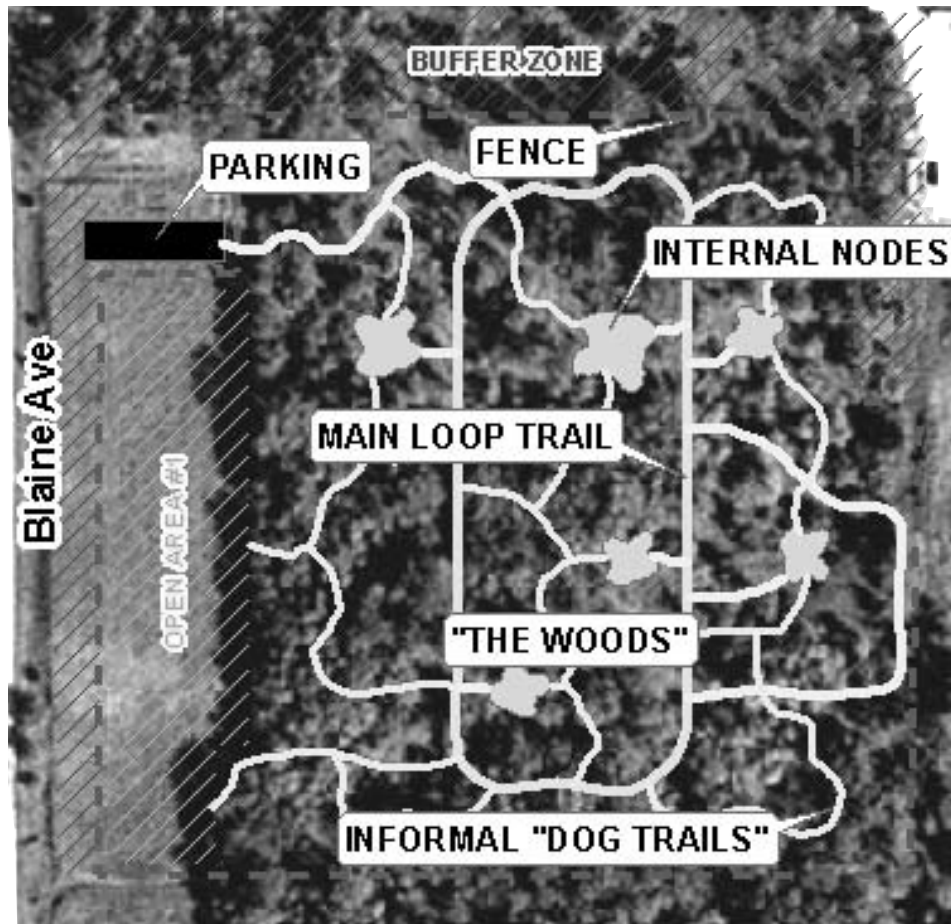 BUFFER ZONE
FENCE
PARKING
INTERNAL NODES
Blaine Ave
MAIN LOOP TRAIL
OPEN AREA #1
"THE WOODS"
INFORMAL "DOG TRAILS"